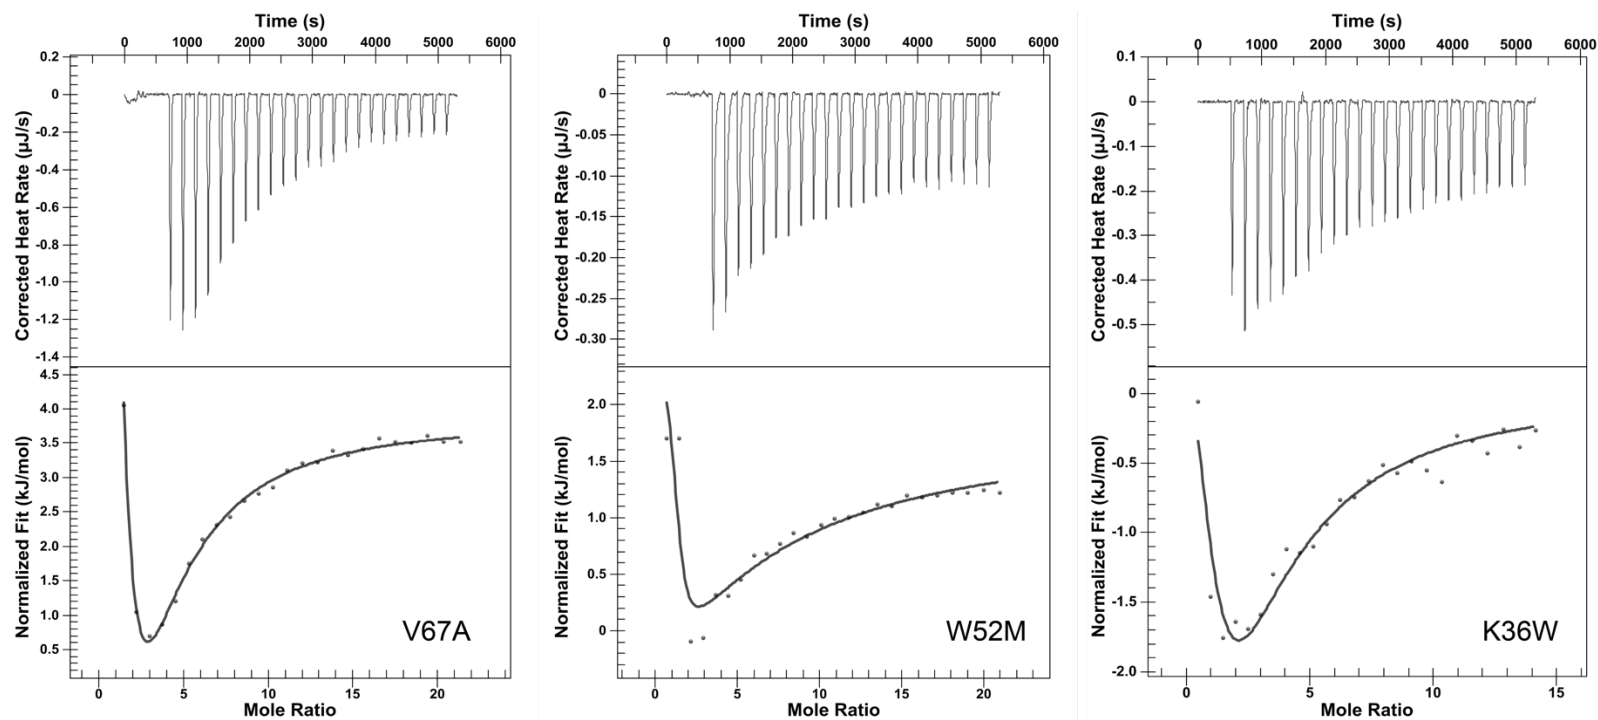 Time (s)
0 1000 2000 3000 4000 5000 6000
Corrected Heat Rate (µJ/s)
0.2
0
-0.2
-0.4
-0.6
-0.8
-1.0
-1.2
-1.4
Normalized Fit (kJ/mol)
4.5
4.0
3.5
3.0
2.5
2.0
1.5
1.0
0.5
V67A
0 5 10 15 20
Mole Ratio
Time (s)
0 1000 2000 3000 4000 5000 6000
Corrected Heat Rate (µJ/s)
0
-0.05
-0.10
-0.15
-0.20
-0.25
-0.30
Normalized Fit (kJ/mol)
2.0
1.5
1.0
0.5
0
W52M
0 5 10 15 20
Mole Ratio
Time (s)
0 1000 2000 3000 4000 5000 6000
Corrected Heat Rate (µJ/s)
0.1
0
-0.1
-0.2
-0.3
-0.4
-0.5
Normalized Fit (kJ/mol)
0
-0.5
-1.0
-1.5
-2.0
K36W
0 5 10 15
Mole Ratio